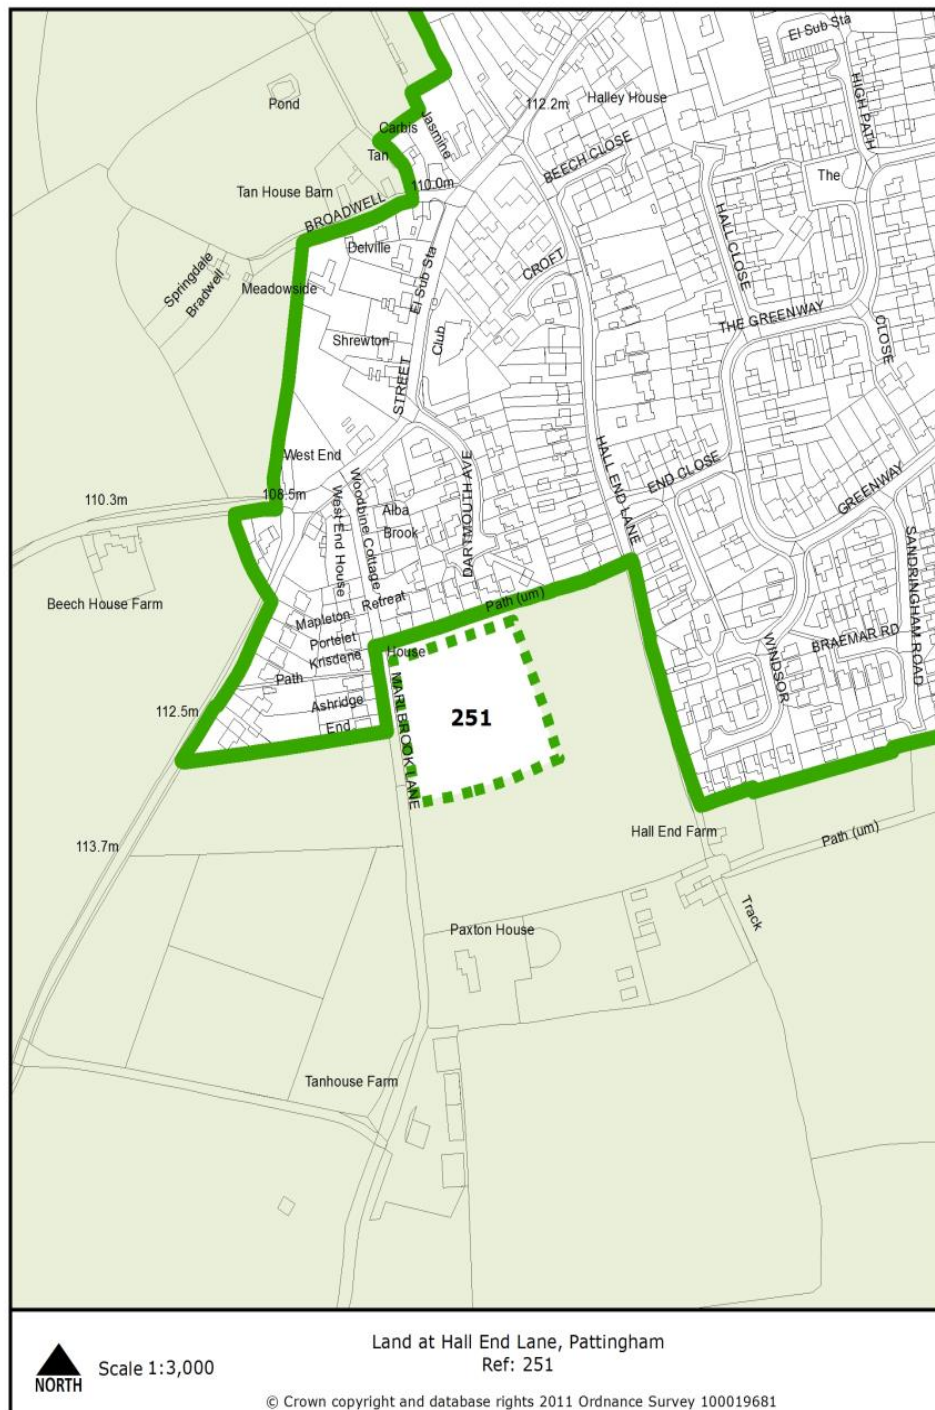 El Sub Sta
HIGH PATH
Pond
112.2m
Halley House
Carbis
Jasmine
Tan
BEECH CLOSE
The
Tan House Barn
110.0m
BROADWELL
HALL CLOSE
Delville
El Sub Sta
CROFT
Springdale
Bradwell
Meadowside
THE GREENWAY
Shrewton
Club
CLOSE
STREET
West End
HALL END LANE
END CLOSE
110.3m
108.5m
Woodbine Cottage
West End House
Alba
Brook
DARTMOUTH AVE
GREENWAY
SANDRINGHAM ROAD
Beech House Farm
Mapleton
Retreat
Path (um)
Portelet
Krisdene
House
WINDSOR
BRAEMAR RD
Path
MARLBROOK LANE
112.5m
Ashridge
End
251
113.7m
Hall End Farm
Path (um)
Track
Paxton House
Tanhouse Farm
NORTH
Scale 1:3,000
Land at Hall End Lane, Pattingham
Ref: 251
© Crown copyright and database rights 2011 Ordnance Survey 100019681